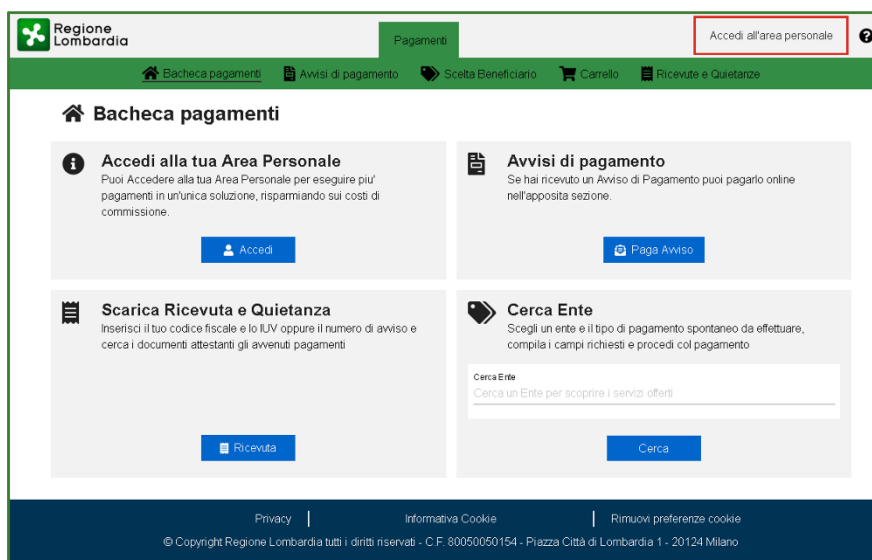 Regione
Lombardia
Pagamenti
Accedi all'area personale
Bacheca pagamenti Avvisi di pagamento Scelta Beneficiario Carrello Ricevute e Quietanze
Bacheca pagamenti
Accedi alla tua Area Personale
Puoi Accedere alla tua Area Personale per eseguire piu'
pagamenti in un'unica soluzione, risparmiando sui costi di
commissione.
Accedi
Avvisi di pagamento
Se hai ricevuto un Avviso di Pagamento puoi pagarlo online
nell'apposita sezione.
Paga Avviso
Scarica Ricevuta e Quietanza
Inserisci il tuo codice fiscale e lo IUV oppure il numero di avviso e
cerca i documenti attestanti gli avvenuti pagamenti
Ricevuta
Cerca Ente
Scegli un ente e il tipo di pagamento spontaneo da effettuare,
compila i campi richiesti e procedi col pagamento
Cerca Ente
Cerca un Ente per scoprire i servizi offerti
Cerca
Privacy Informativa Cookie Rimuovi preferenze cookie
© Copyright Regione Lombardia tutti i diritti riservati - C.F. 80050050154 - Piazza Città di Lombardia 1 - 20124 Milano